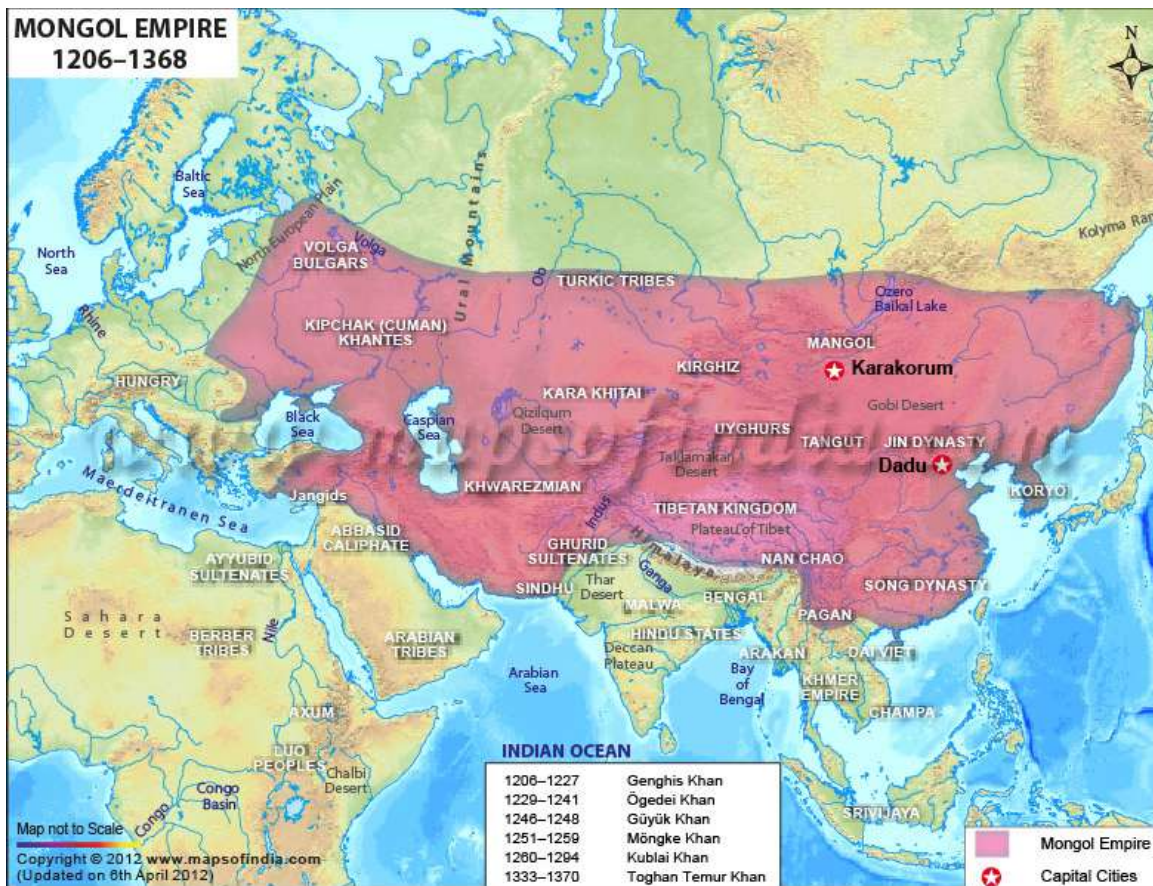 MONGOL EMPIRE
1206–1368
N
Baltic
Sea
North
Sea
North European Plain
Volga
VOLGA
BULGARS
Ural Mountains
Ob
TURKIC TRIBES
Kolyma Ran
Ozero
Baikal Lake
Rhine
KIPCHAK (CUMAN)
KHANTES
MANGOL
Karakorum
KIRGHIZ
HUNGRY
KARA KHITAI
Gobi Desert
Black
Sea
Caspian
Sea
Qizilqum
Desert
www.mapsofindia.com
UYGHURS
TANGUT
JIN DYNASTY
Taklamakan
Desert
Dadu
Maerdeitranen Sea
Jangids
KHWAREZMIAN
KORYO
Indus
TIBETAN KINGDOM
Plateau of Tibet
ABBASID
CALIPHATE
GHURID
SULTENATES
Himalaya
NAN CHAO
AYYUBID
SULTENATES
SINDHU
Thar
Desert
Ganga
BENGAL
SONG DYNASTY
MALWA
PAGAN
Sahara
Desert
Nile
BERBER
TRIBES
ARABIAN
TRIBES
HINDU STATES
Deccan
Plateau
ARAKAN
DAI VIET
Arabian
Sea
Bay
of
Bengal
KHMER
EMPIRE
CHAMPA
AXUM
LUO
PEOPLES
Chalbi
Desert
INDIAN OCEAN
Congo
Basin
Congo
SRIVIJAYA
1206–1227 Genghis Khan
1229–1241 Ögedei Khan
1246–1248 Güyük Khan
1251–1259 Möngke Khan
1260–1294 Kublai Khan
1333–1370 Toghan Temur Khan
Map not to Scale
Copyright © 2012 www.mapsofindia.com
(Updated on 6th April 2012)
Mongol Empire
Capital Cities